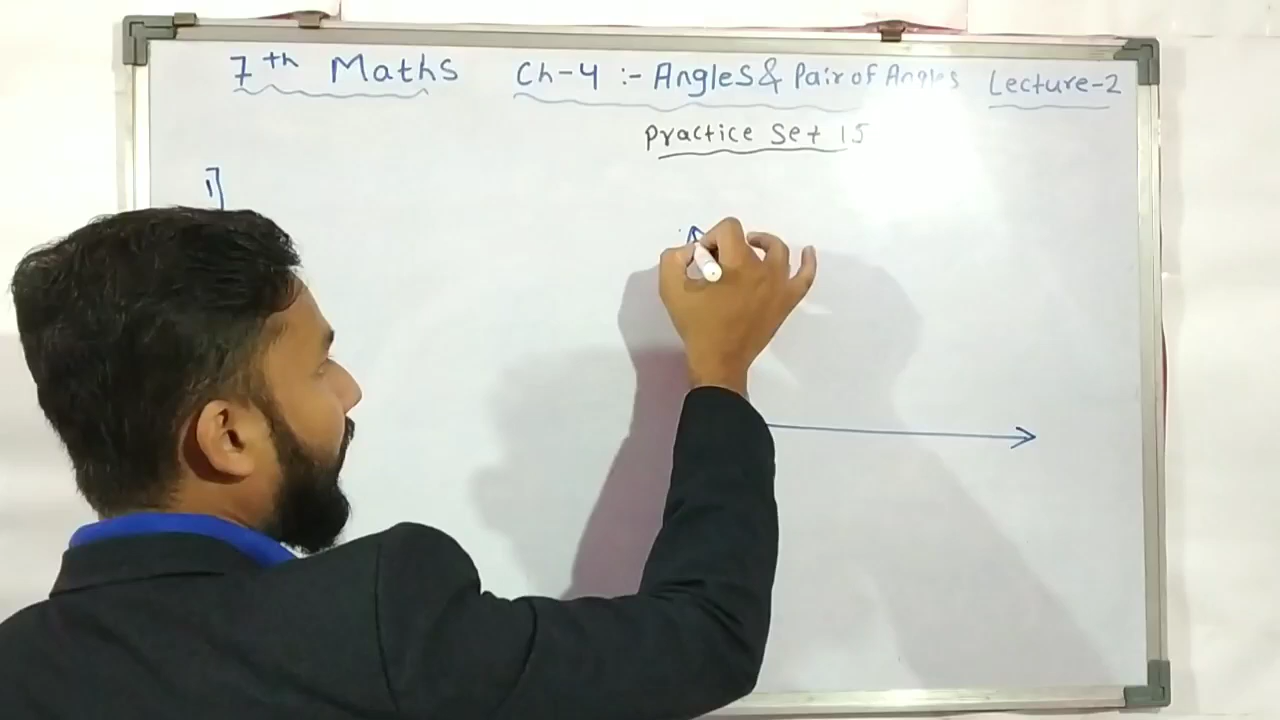 7th Maths Ch-4 :- Angles & Pair of Angles Lecture-2
Practice Set 15
1]